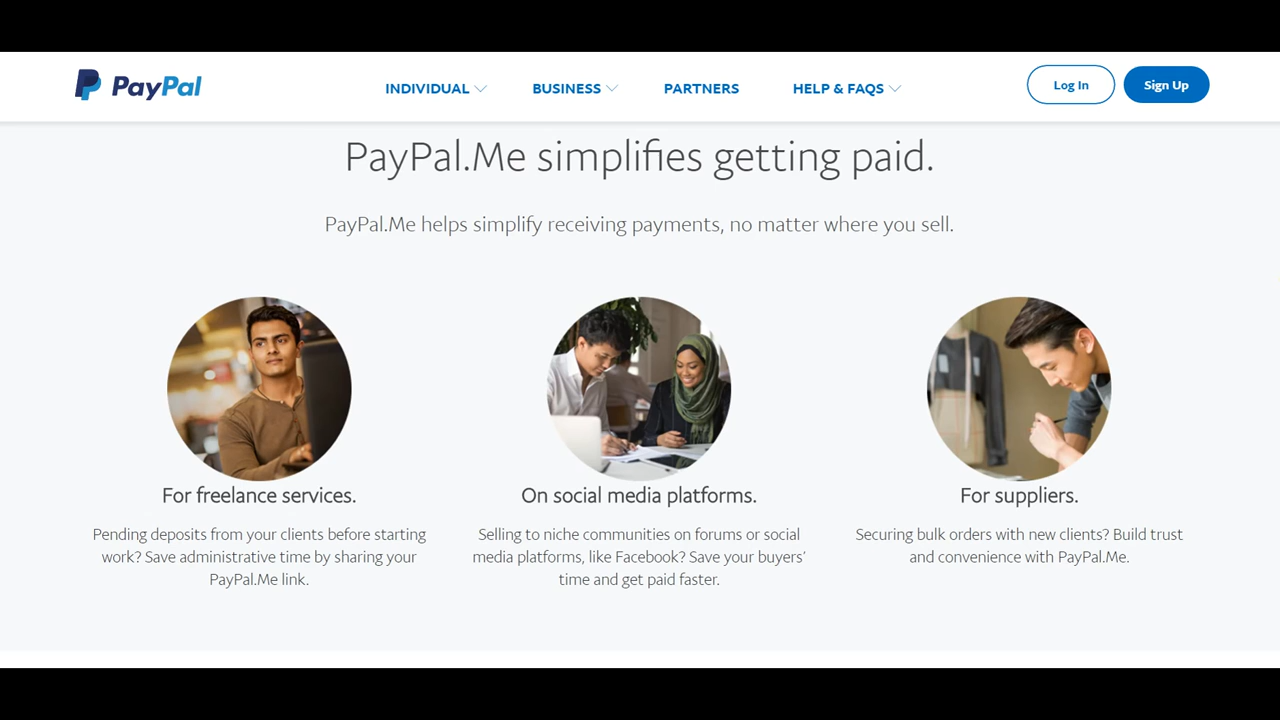 PayPal
INDIVIDUAL
BUSINESS
PARTNERS
HELP & FAQS
Log In
Sign Up
PayPal.Me simplifies getting paid.
PayPal.Me helps simplify receiving payments, no matter where you sell.
For freelance services.
Pending deposits from your clients before starting
work? Save administrative time by sharing your
PayPal.Me link.
On social media platforms.
Selling to niche communities on forums or social
media platforms, like Facebook? Save your buyers’
time and get paid faster.
For suppliers.
Securing bulk orders with new clients? Build trust
and convenience with PayPal.Me.